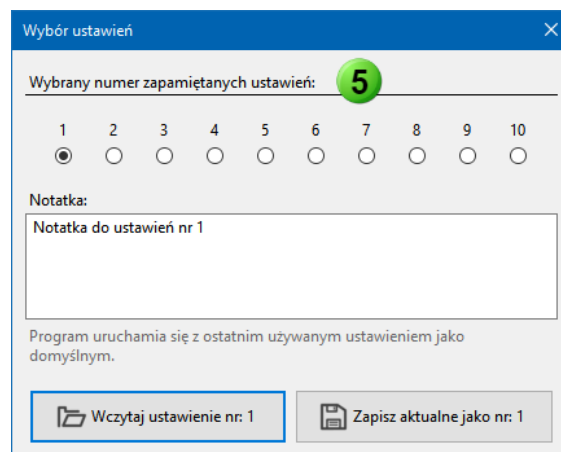 Wybór ustawień
Wybrany numer zapamiętanych ustawień: 5
1 2 3 4 5 6 7 8 9 10
Notatka:
Notatka do ustawień nr 1
Program uruchamia się z ostatnim używanym ustawieniem jako
domyślnym.
Wczytaj ustawienie nr: 1 Zapisz aktualne jako nr: 1